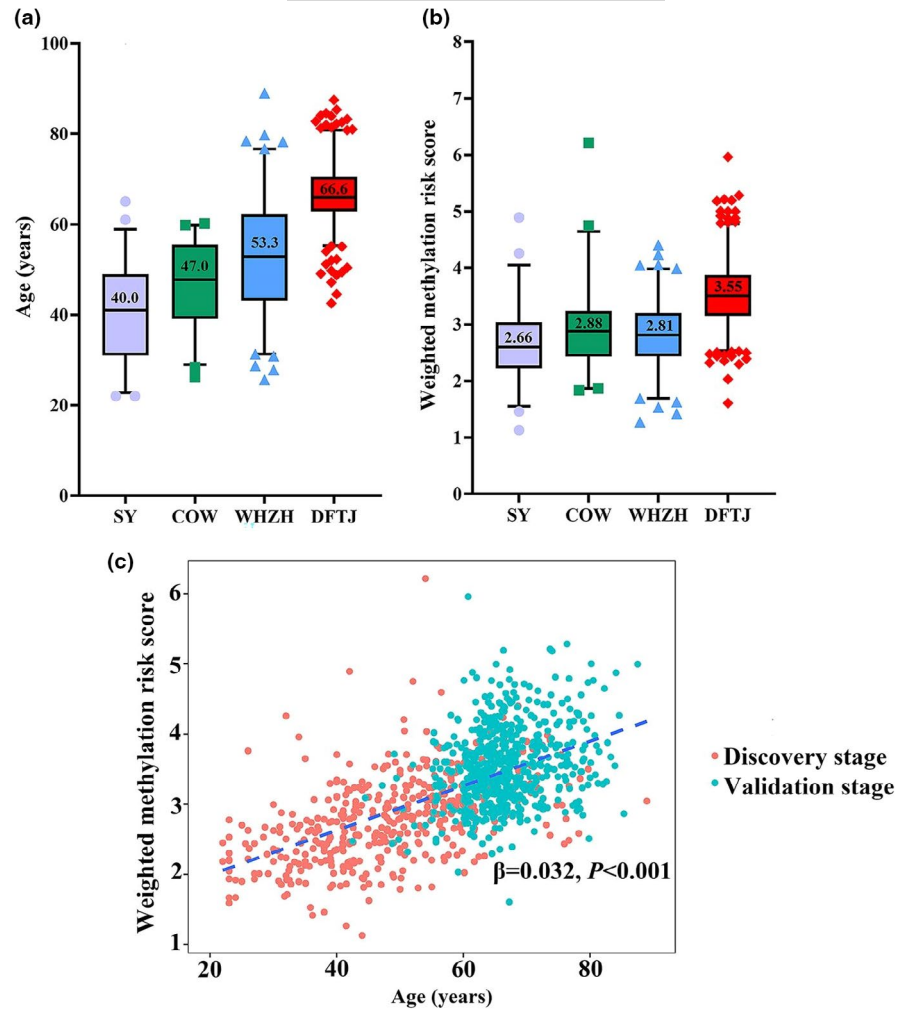 (a)
Age (years)
100
80
60
40
20
0
40.0
47.0
53.3
66.6
SY COW WHZH DFTJ
(b)
Weighted methylation risk score
8
7
6
5
4
3
2
1
0
2.66
2.88
2.81
3.55
SY COW WHZH DFTJ
(c)
Weighted methylation risk score
6
5
4
3
2
1
β=0.032, P<0.001
20 40 60 80
Age (years)
Discovery stage
Validation stage